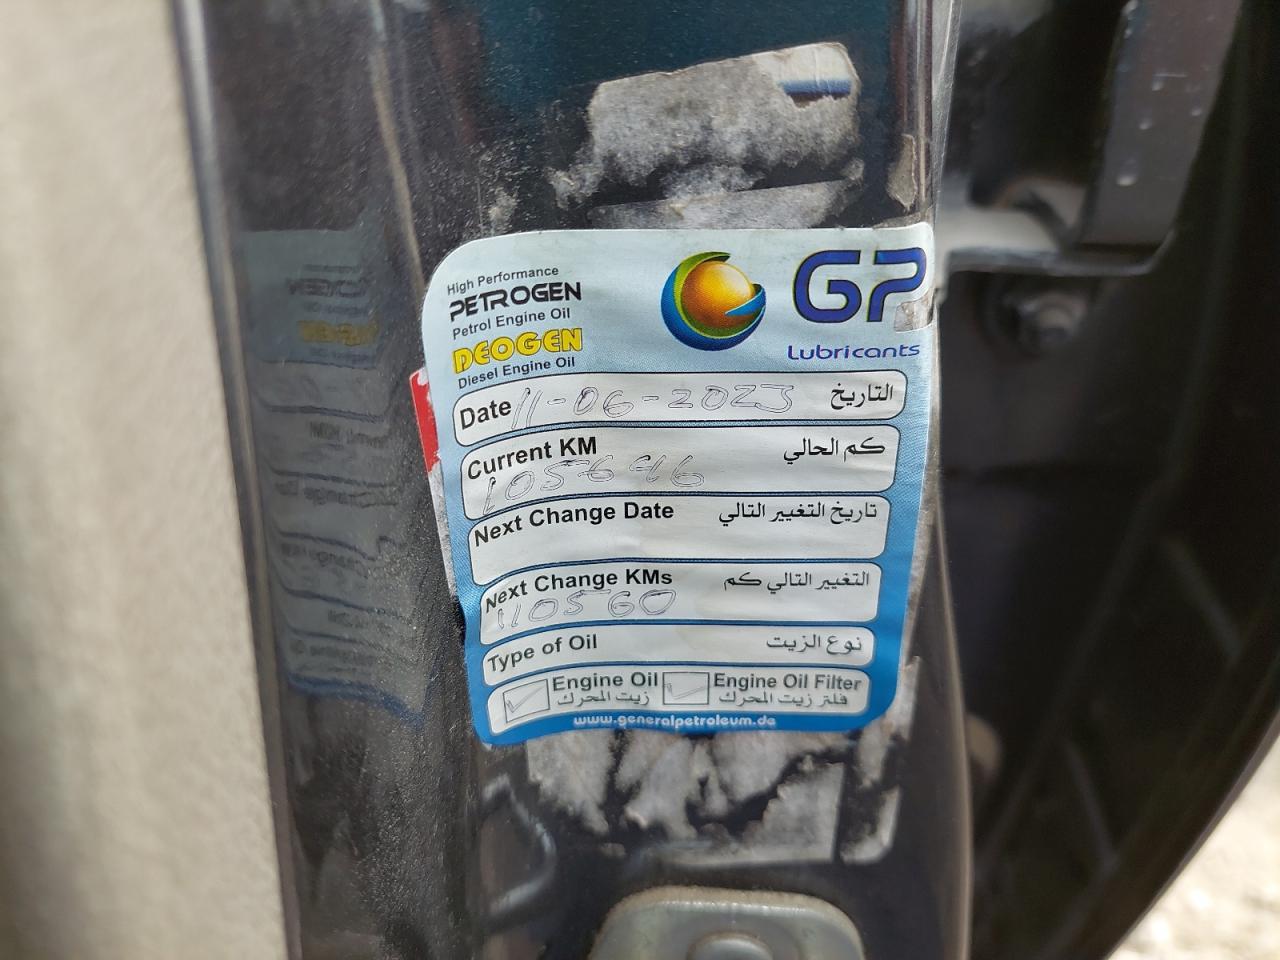 High Performance
PETROGEN
Petrol Engine Oil
DEOGEN
Diesel Engine Oil
GP
Lubricants
Date 11-06-2023 التاريخ
Current KM كم الحالي
Next Change Date تاريخ التغيير التالي
Next Change KMs التغيير التالي كم
110560
Type of Oil نوع الزيت
Engine Oil Engine Oil Filter
زيت المحرك فلتر زيت المحرك
www.generalpetroleum.de